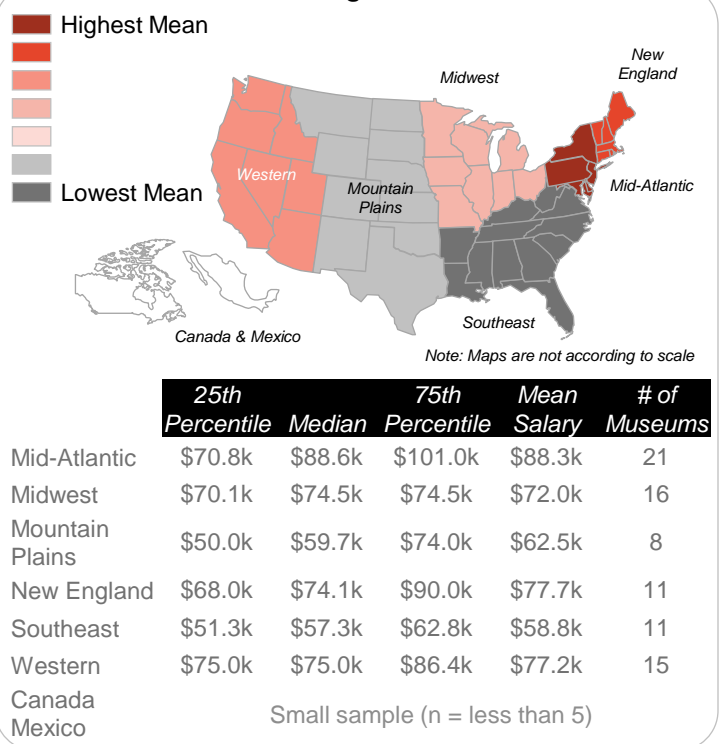 Highest Mean
Lowest Mean
New
England
Midwest
Western
Mountain
Plains
Mid-Atlantic
Southeast
Canada & Mexico
Note: Maps are not according to scale
25th Percentile Median 75th Percentile Mean Salary # of Museums
Mid-Atlantic $70.8k $88.6k $101.0k $88.3k 21
Midwest $70.1k $74.5k $74.5k $72.0k 16
Mountain Plains $50.0k $59.7k $74.0k $62.5k 8
New England $68.0k $74.1k $90.0k $77.7k 11
Southeast $51.3k $57.3k $62.8k $58.8k 11
Western $75.0k $75.0k $86.4k $77.2k 15
Canada
Mexico
Small sample (n = less than 5)